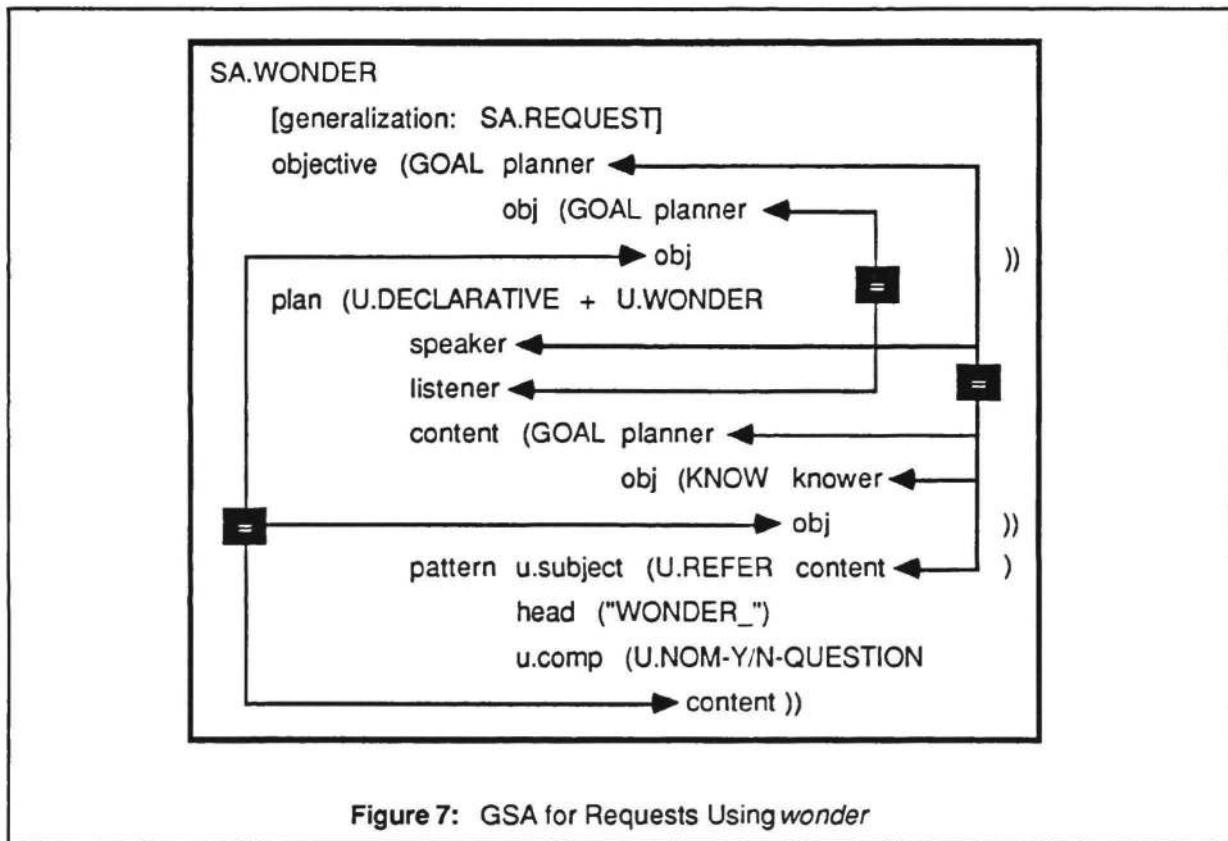 SA.WONDER
[generalization: SA.REQUEST]
objective (GOAL planner
obj (GOAL planner
obj ))
=
plan (U.DECLARATIVE + U.WONDER
speaker
=
listener
content (GOAL planner
obj (KNOW knower
= obj ))
pattern u.subject (U.REFER content )
head ("WONDER_")
u.comp (U.NOM-Y/N-QUESTION
content ))
Figure 7: GSA for Requests Using wonder